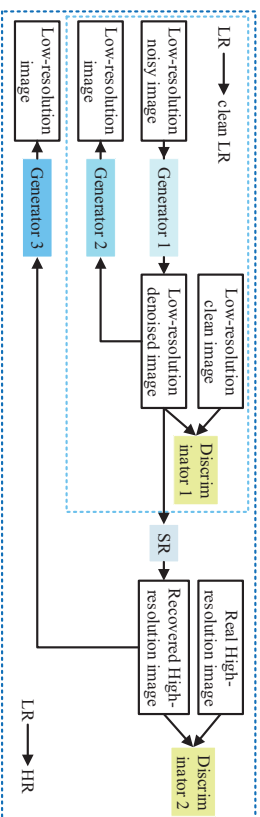 LR → clean LR
Low-resolution
noisy image
Generator 1
Low-resolution
denoised image
Low-resolution
clean image
Discrim
inator 1
Low-resolution
image
Generator 2
SR
Recovered High-
resolution image
Real High-
resolution image
Discrim
inator 2
Low-resolution
image
Generator 3
LR → HR